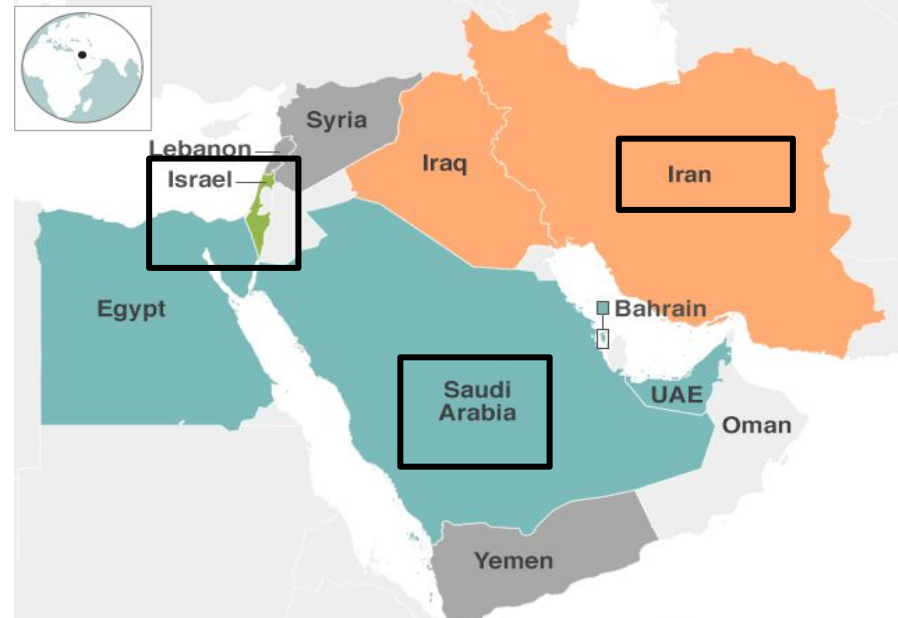 Syria
Lebanon
Israel
Iraq
Iran
Egypt
Bahrain
Saudi
Arabia
UAE
Oman
Yemen